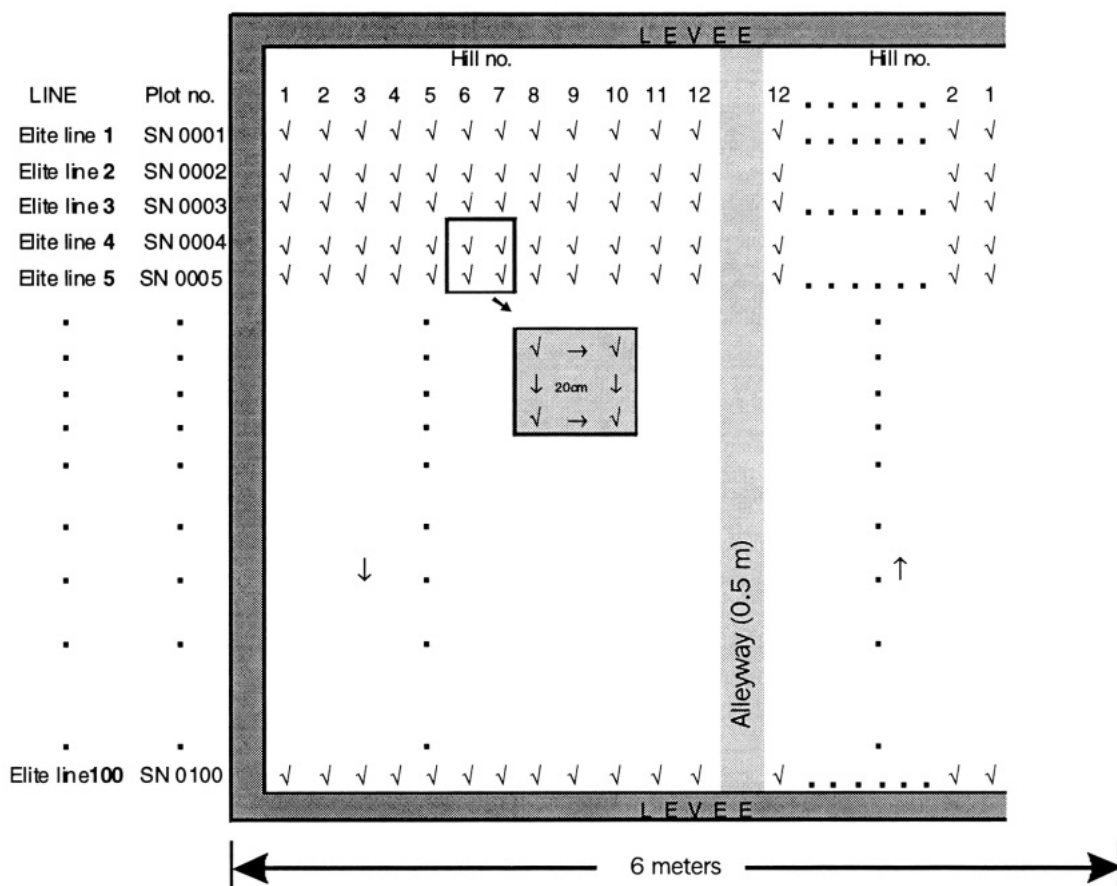 L E V E E
Hill no. Hill no.
LINE Plot no. 1 2 3 4 5 6 7 8 9 10 11 12 12 . . . . . . 2 1
Elite line 1 SN 0001 √ √ √ √ √ √ √ √ √ √ √ √ √ . . . . . . √ √
Elite line 2 SN 0002 √ √ √ √ √ √ √ √ √ √ √ √ √ √ √
Elite line 3 SN 0003 √ √ √ √ √ √ √ √ √ √ √ √ √ . . . . . . √ √
Elite line 4 SN 0004 √ √ √ √ √ √ √ √ √ √ √ √ √ √ √
Elite line 5 SN 0005 √ √ √ √ √ √ √ √ √ √ √ √ √ . . . . . . √ √
√ → √
↓ 20cm ↓
√ → √
↓ ↑
Alleyway (0.5 m)
Elite line100 SN 0100 √ √ √ √ √ √ √ √ √ √ √ √ √ . . . . . . √ √
L E V E E
6 meters